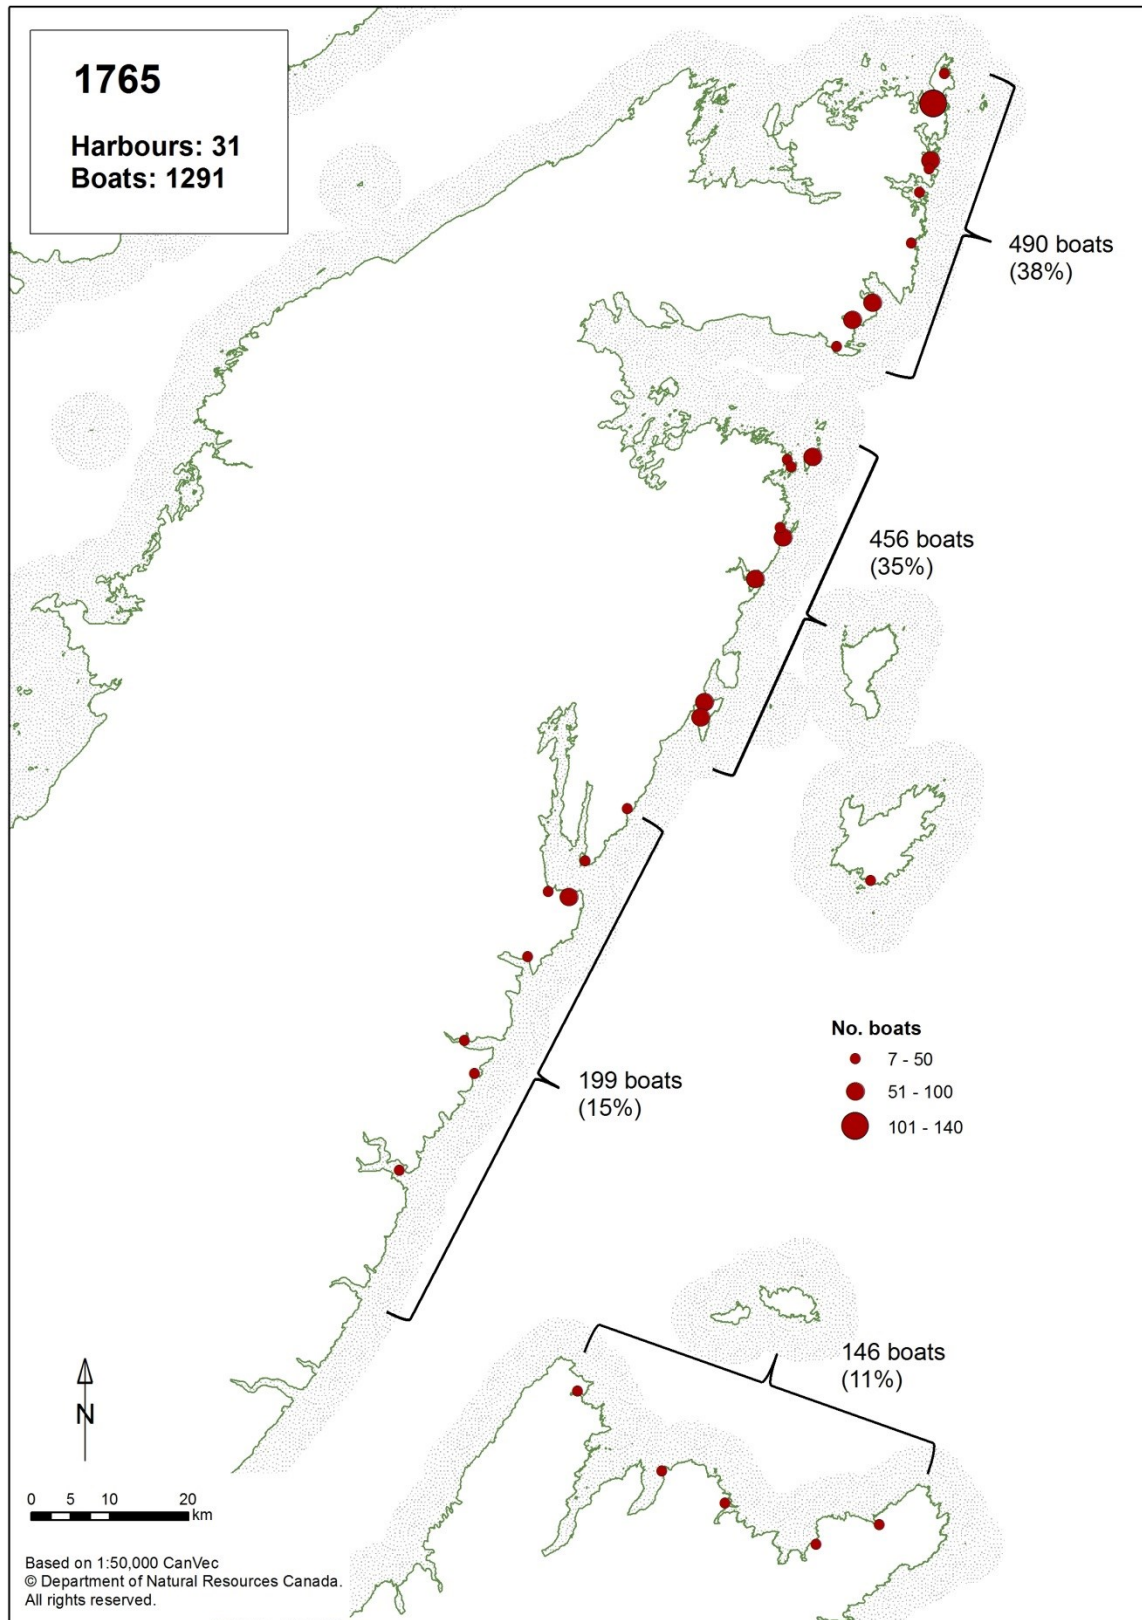 1765
Harbours: 31
Boats: 1291
490 boats
(38%)
456 boats
(35%)
No. boats
7 - 50
51 - 100
101 - 140
199 boats
(15%)
146 boats
(11%)
N
0 5 10 20
km
Based on 1:50,000 CanVec
© Department of Natural Resources Canada.
All rights reserved.